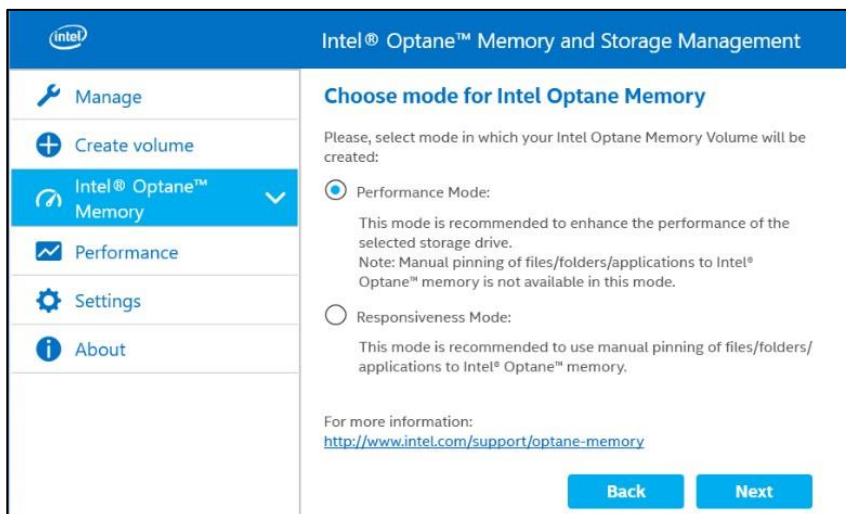 intel
Intel® Optane™ Memory and Storage Management
Manage
Create volume
Intel® Optane™
Memory
Performance
Settings
About
Choose mode for Intel Optane Memory
Please, select mode in which your Intel Optane Memory Volume will be
created:
Performance Mode:
This mode is recommended to enhance the performance of the
selected storage drive.
Note: Manual pinning of files/folders/applications to Intel®
Optane™ memory is not available in this mode.
Responsiveness Mode:
This mode is recommended to use manual pinning of files/folders/
applications to Intel® Optane™ memory.
For more information:
http://www.intel.com/support/optane-memory
Back
Next